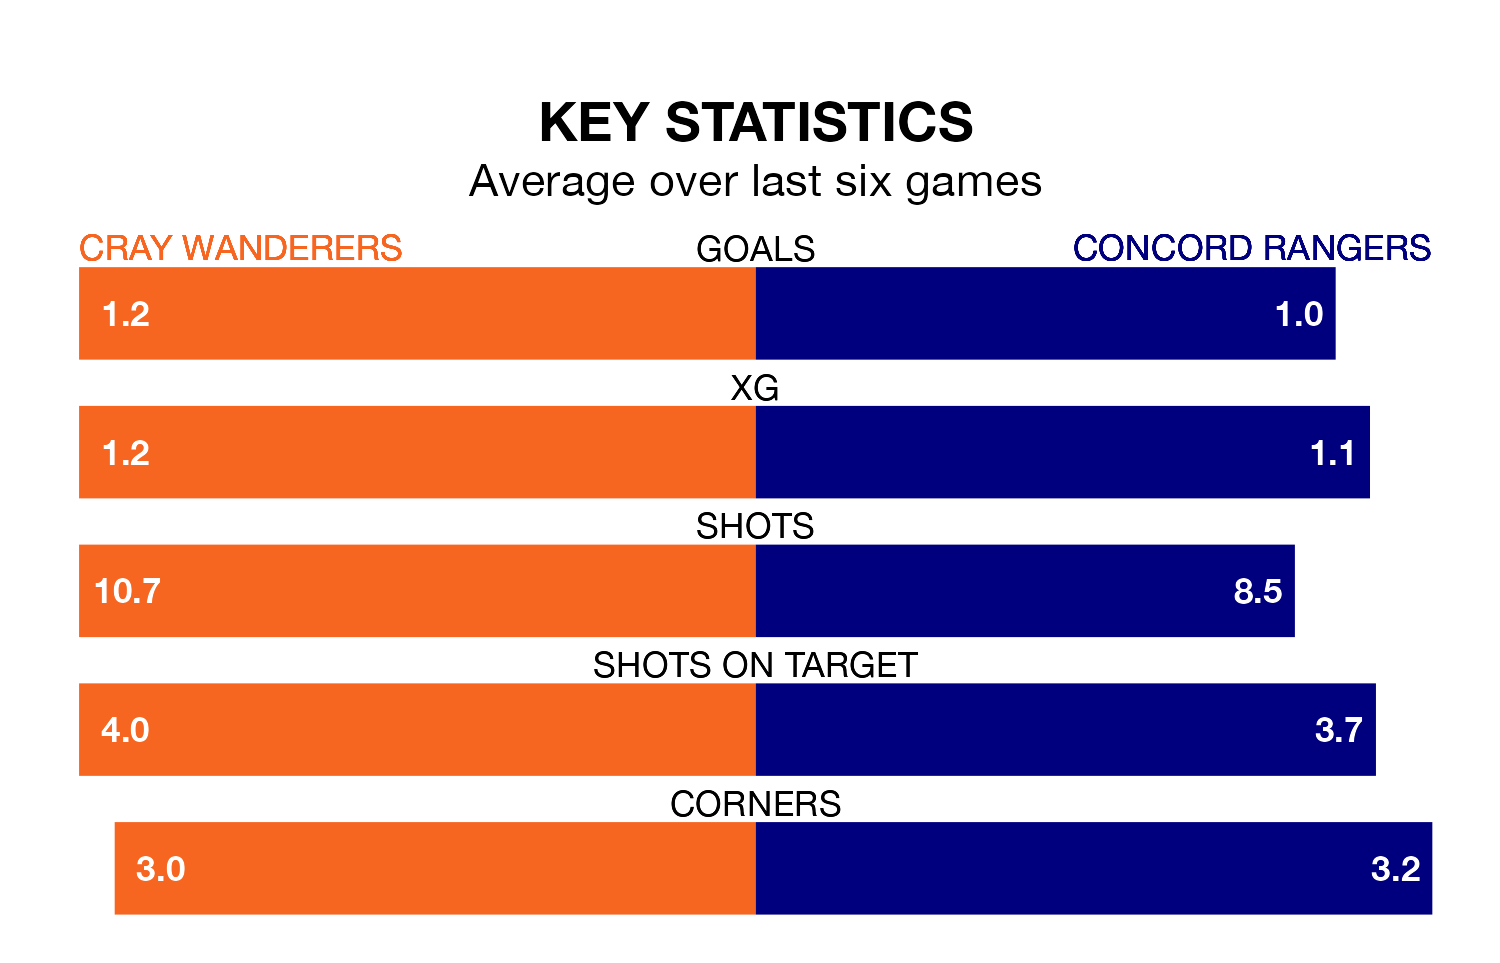 KEY STATISTICS
Average over last six games
CRAY WANDERERS GOALS CONCORD RANGERS
1.2 1.0
XG
1.2 1.1
SHOTS
10.7 8.5
SHOTS ON TARGET
4.0 3.7
CORNERS
3.0 3.2